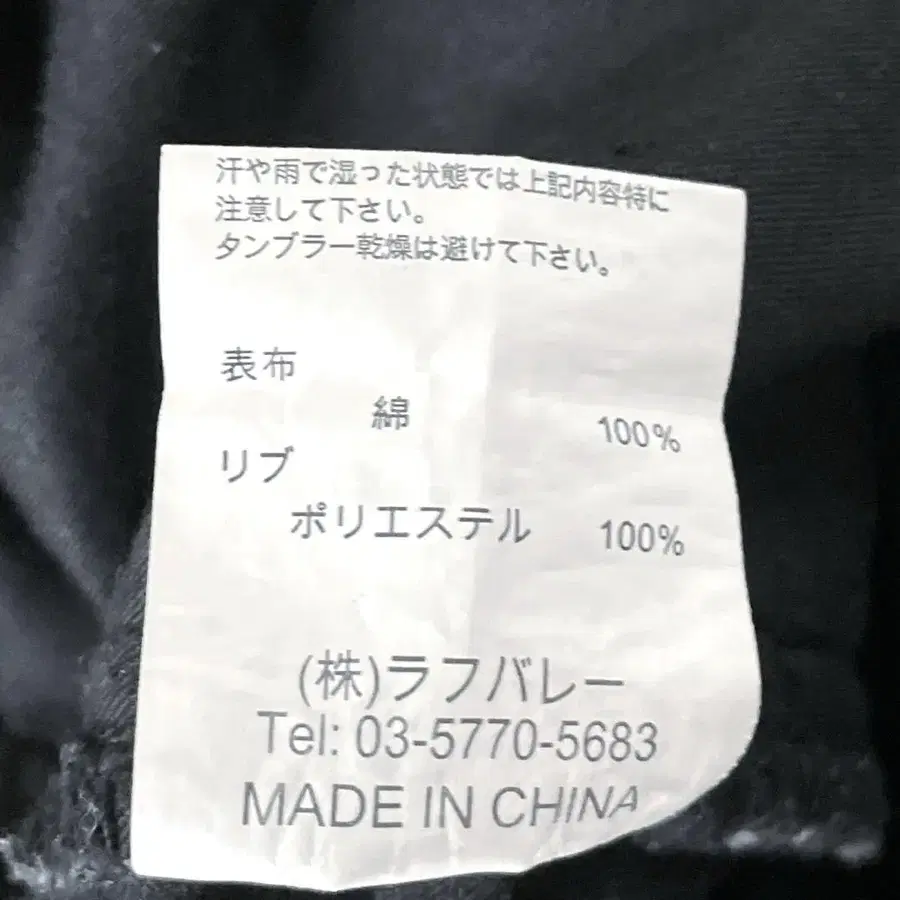 汗や雨で湿った状態では上記内容特に
注意して下さい。
タンブラー乾燥は避けて下さい。
表布
綿 100%
リブ
ポリエステル 100%
(株)ラフバレー
Tel: 03-5770-5683
MADE IN CHINA